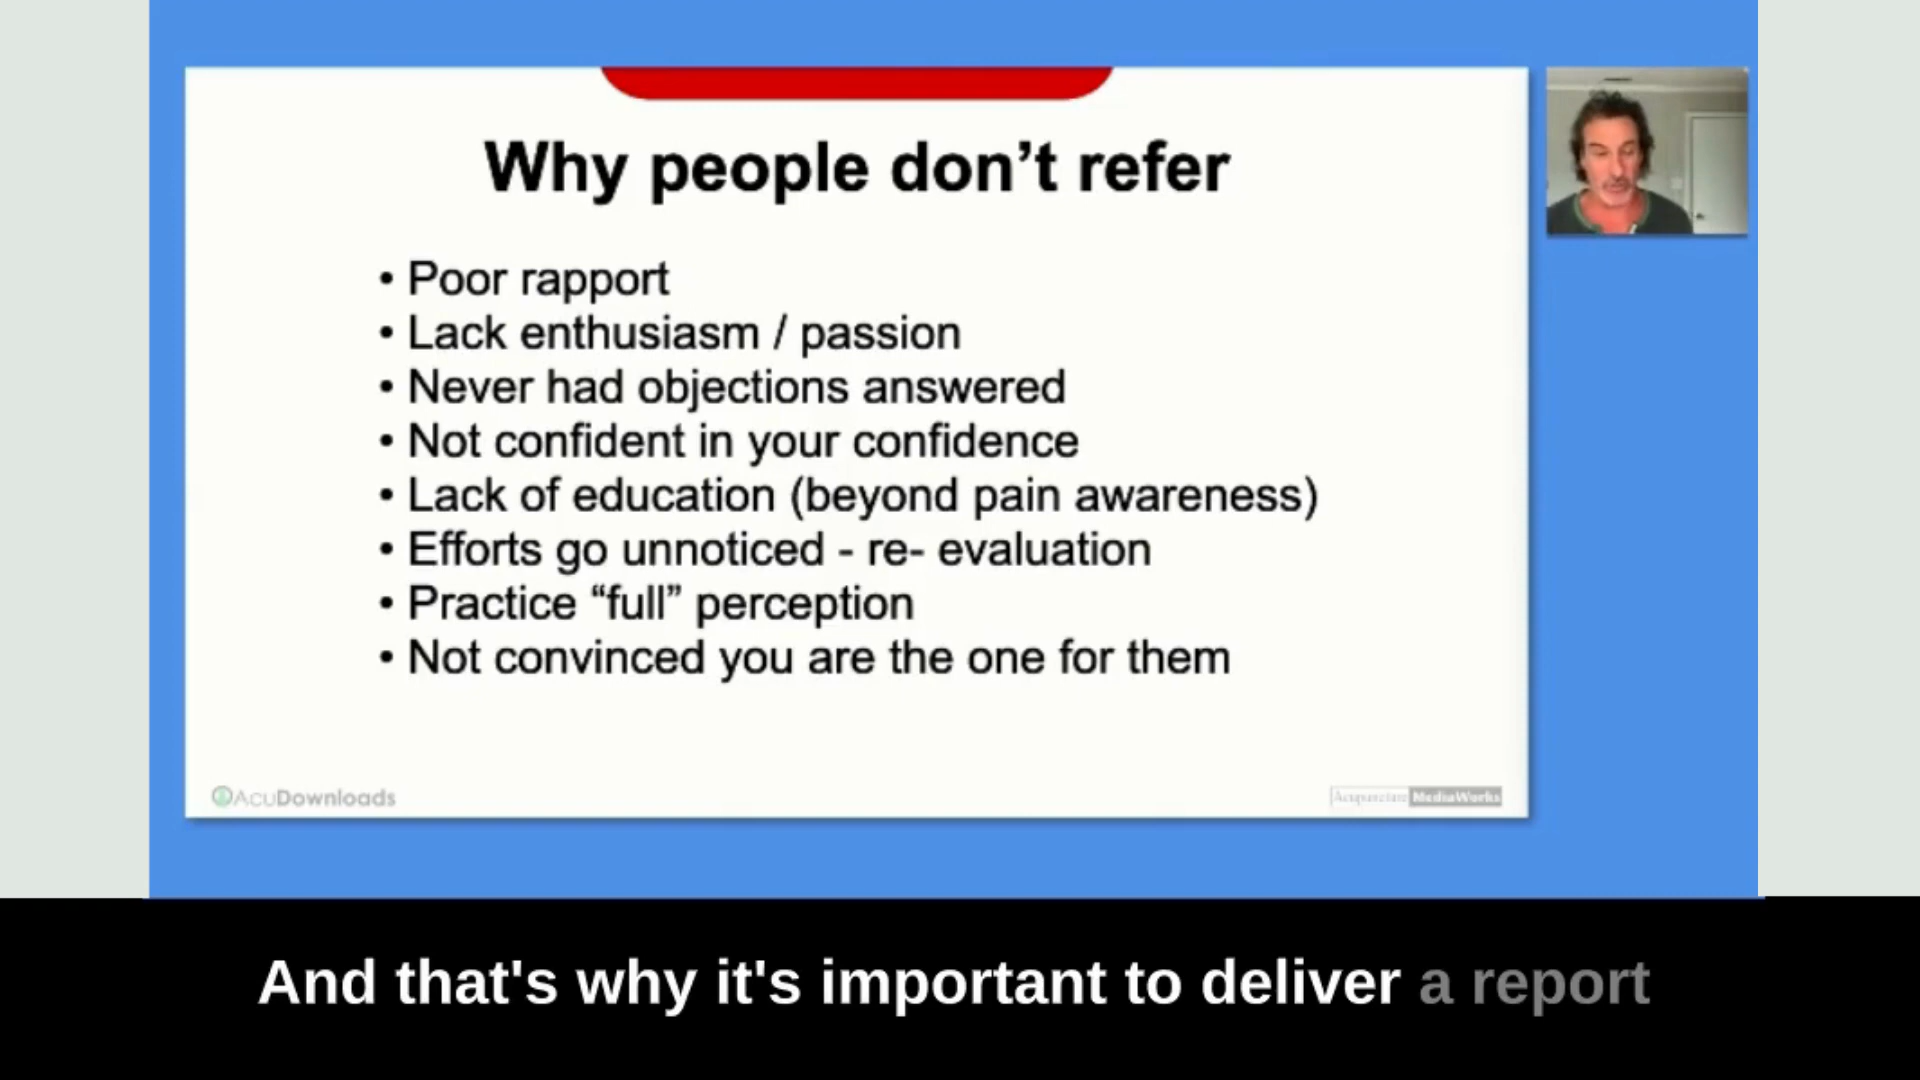 Why people don’t refer
• Poor rapport
• Lack enthusiasm / passion
• Never had objections answered
• Not confident in your confidence
• Lack of education (beyond pain awareness)
• Efforts go unnoticed - re- evaluation
• Practice “full” perception
• Not convinced you are the one for them
AcuDownloads
Acupuncture MediaWorks
And that's why it's important to deliver a report